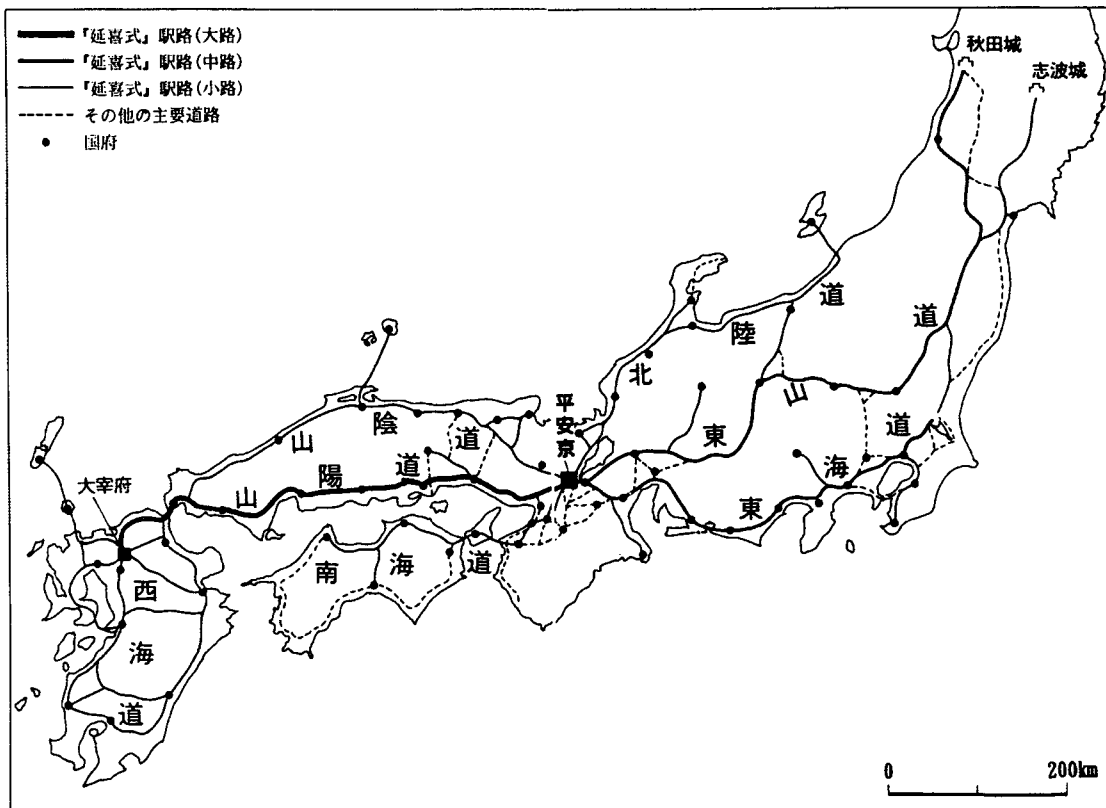 『延喜式』駅路(大路)
『延喜式』駅路(中路)
『延喜式』駅路(小路)
その他の主要道路
国府
秋田城
志波城
北陸道
東山道
東海道
平安京
山陰道
山陽道
南海道
大宰府
西海道
0 200km